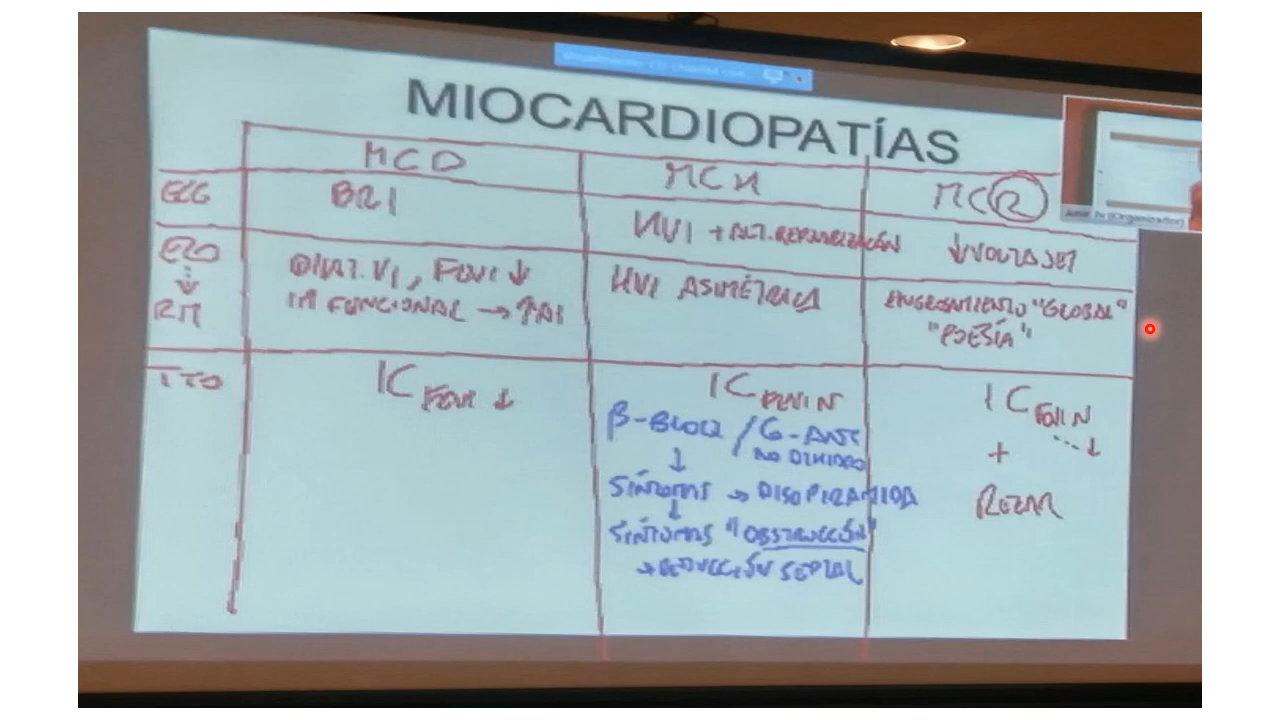 MIOCARDIOPATÍAS
MCD
MCH
MCR
ECG
BRI
HVI + ALT. REPOLARIZACIÓN
↓VOLTAJES
ECO
↓
RM
DILAT. VI, FEVI ↓
IM FUNCIONAL → ↑AI
HVI ASIMÉTRICA
ENGROSAMIENTO "GLOBAL"
"POESÍA"
TTO
IC FEVI ↓
IC FEVI N
β-BLOQ / CA-ANT
NO DIHIDRO
↓
SÍNTOMAS → DISOPIRAMIDA
↓
SÍNTOMAS "OBSTRUCCIÓN"
→ REDUCCIÓN SEPTAL
IC FEVI N
...↓
+
REZAR
(Organizador)